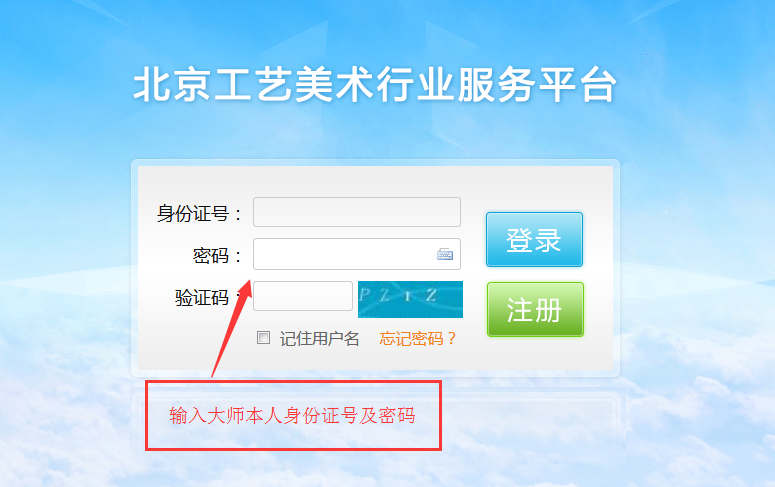 北京工艺美术行业服务平台
身份证号：
密码：
登录
验证码：
PZ1Z
注册
记住用户名 忘记密码？
输入大师本人身份证号及密码